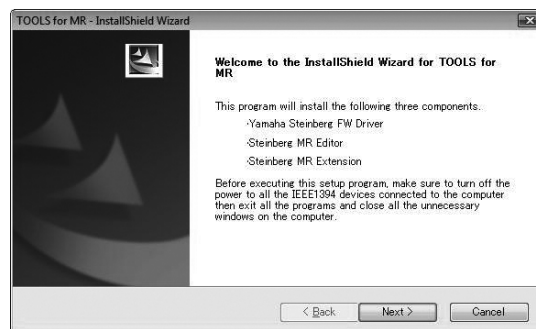 TOOLS for MR - InstallShield Wizard
Welcome to the InstallShield Wizard for TOOLS for
MR
This program will install the following three components.
·Yamaha Steinberg FW Driver
·Steinberg MR Editor
·Steinberg MR Extension
Before executing this setup program, make sure to turn off the
power to all the IEEE1394 devices connected to the computer
then exit all the programs and close all the unnecessary
windows on the computer.
< Back Next > Cancel